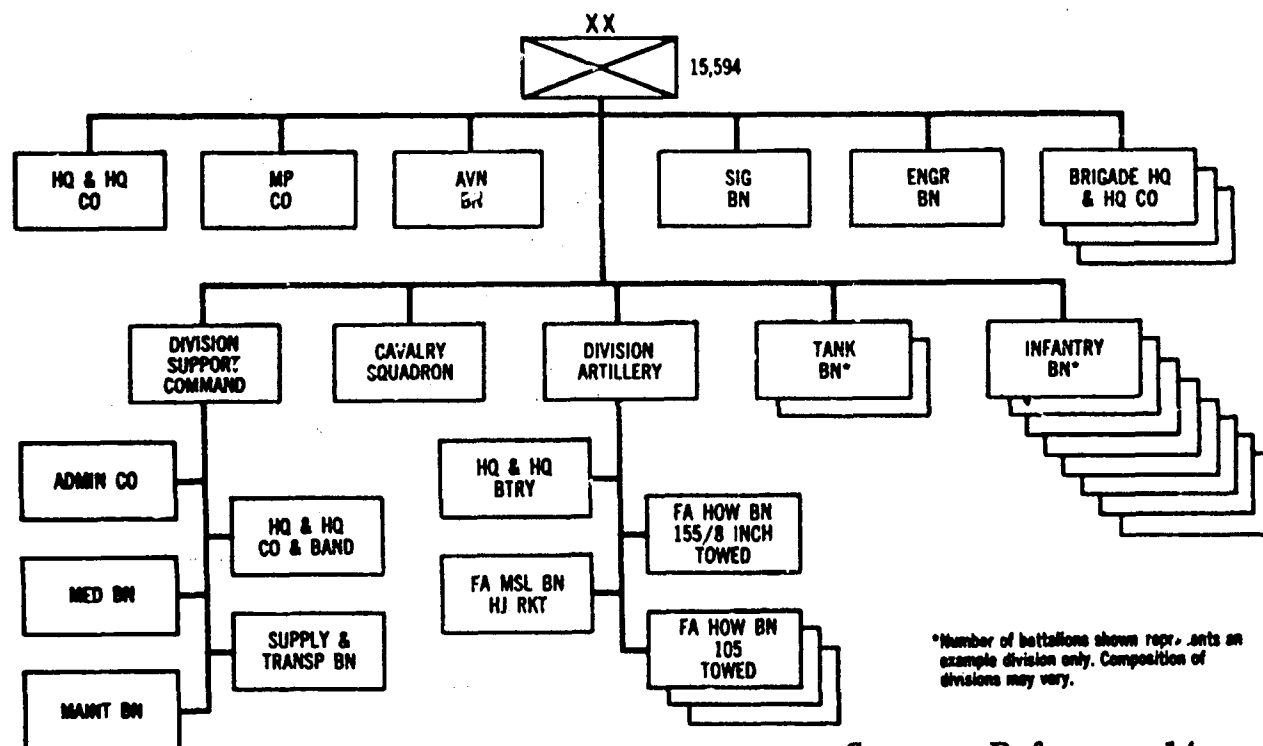 XX
15,594
HQ & HQ
CO
MP
CO
AVN
BN
SIG
BN
ENGR
BN
BRIGADE HQ
& HQ CO
DIVISION
SUPPORT
COMMAND
CAVALRY
SQUADRON
DIVISION
ARTILLERY
TANK
BN*
INFANTRY
BN*
ADMIN CO
HQ & HQ
CO & BAND
MED BN
SUPPLY &
TRANSP BN
MAINT BN
HQ & HQ
BTRY
FA HOW BN
155/8 INCH
TOWED
FA MSL BN
HJ RKT
FA HOW BN
105
TOWED
*Number of battalions shown represents an
example division only. Composition of
divisions may vary.